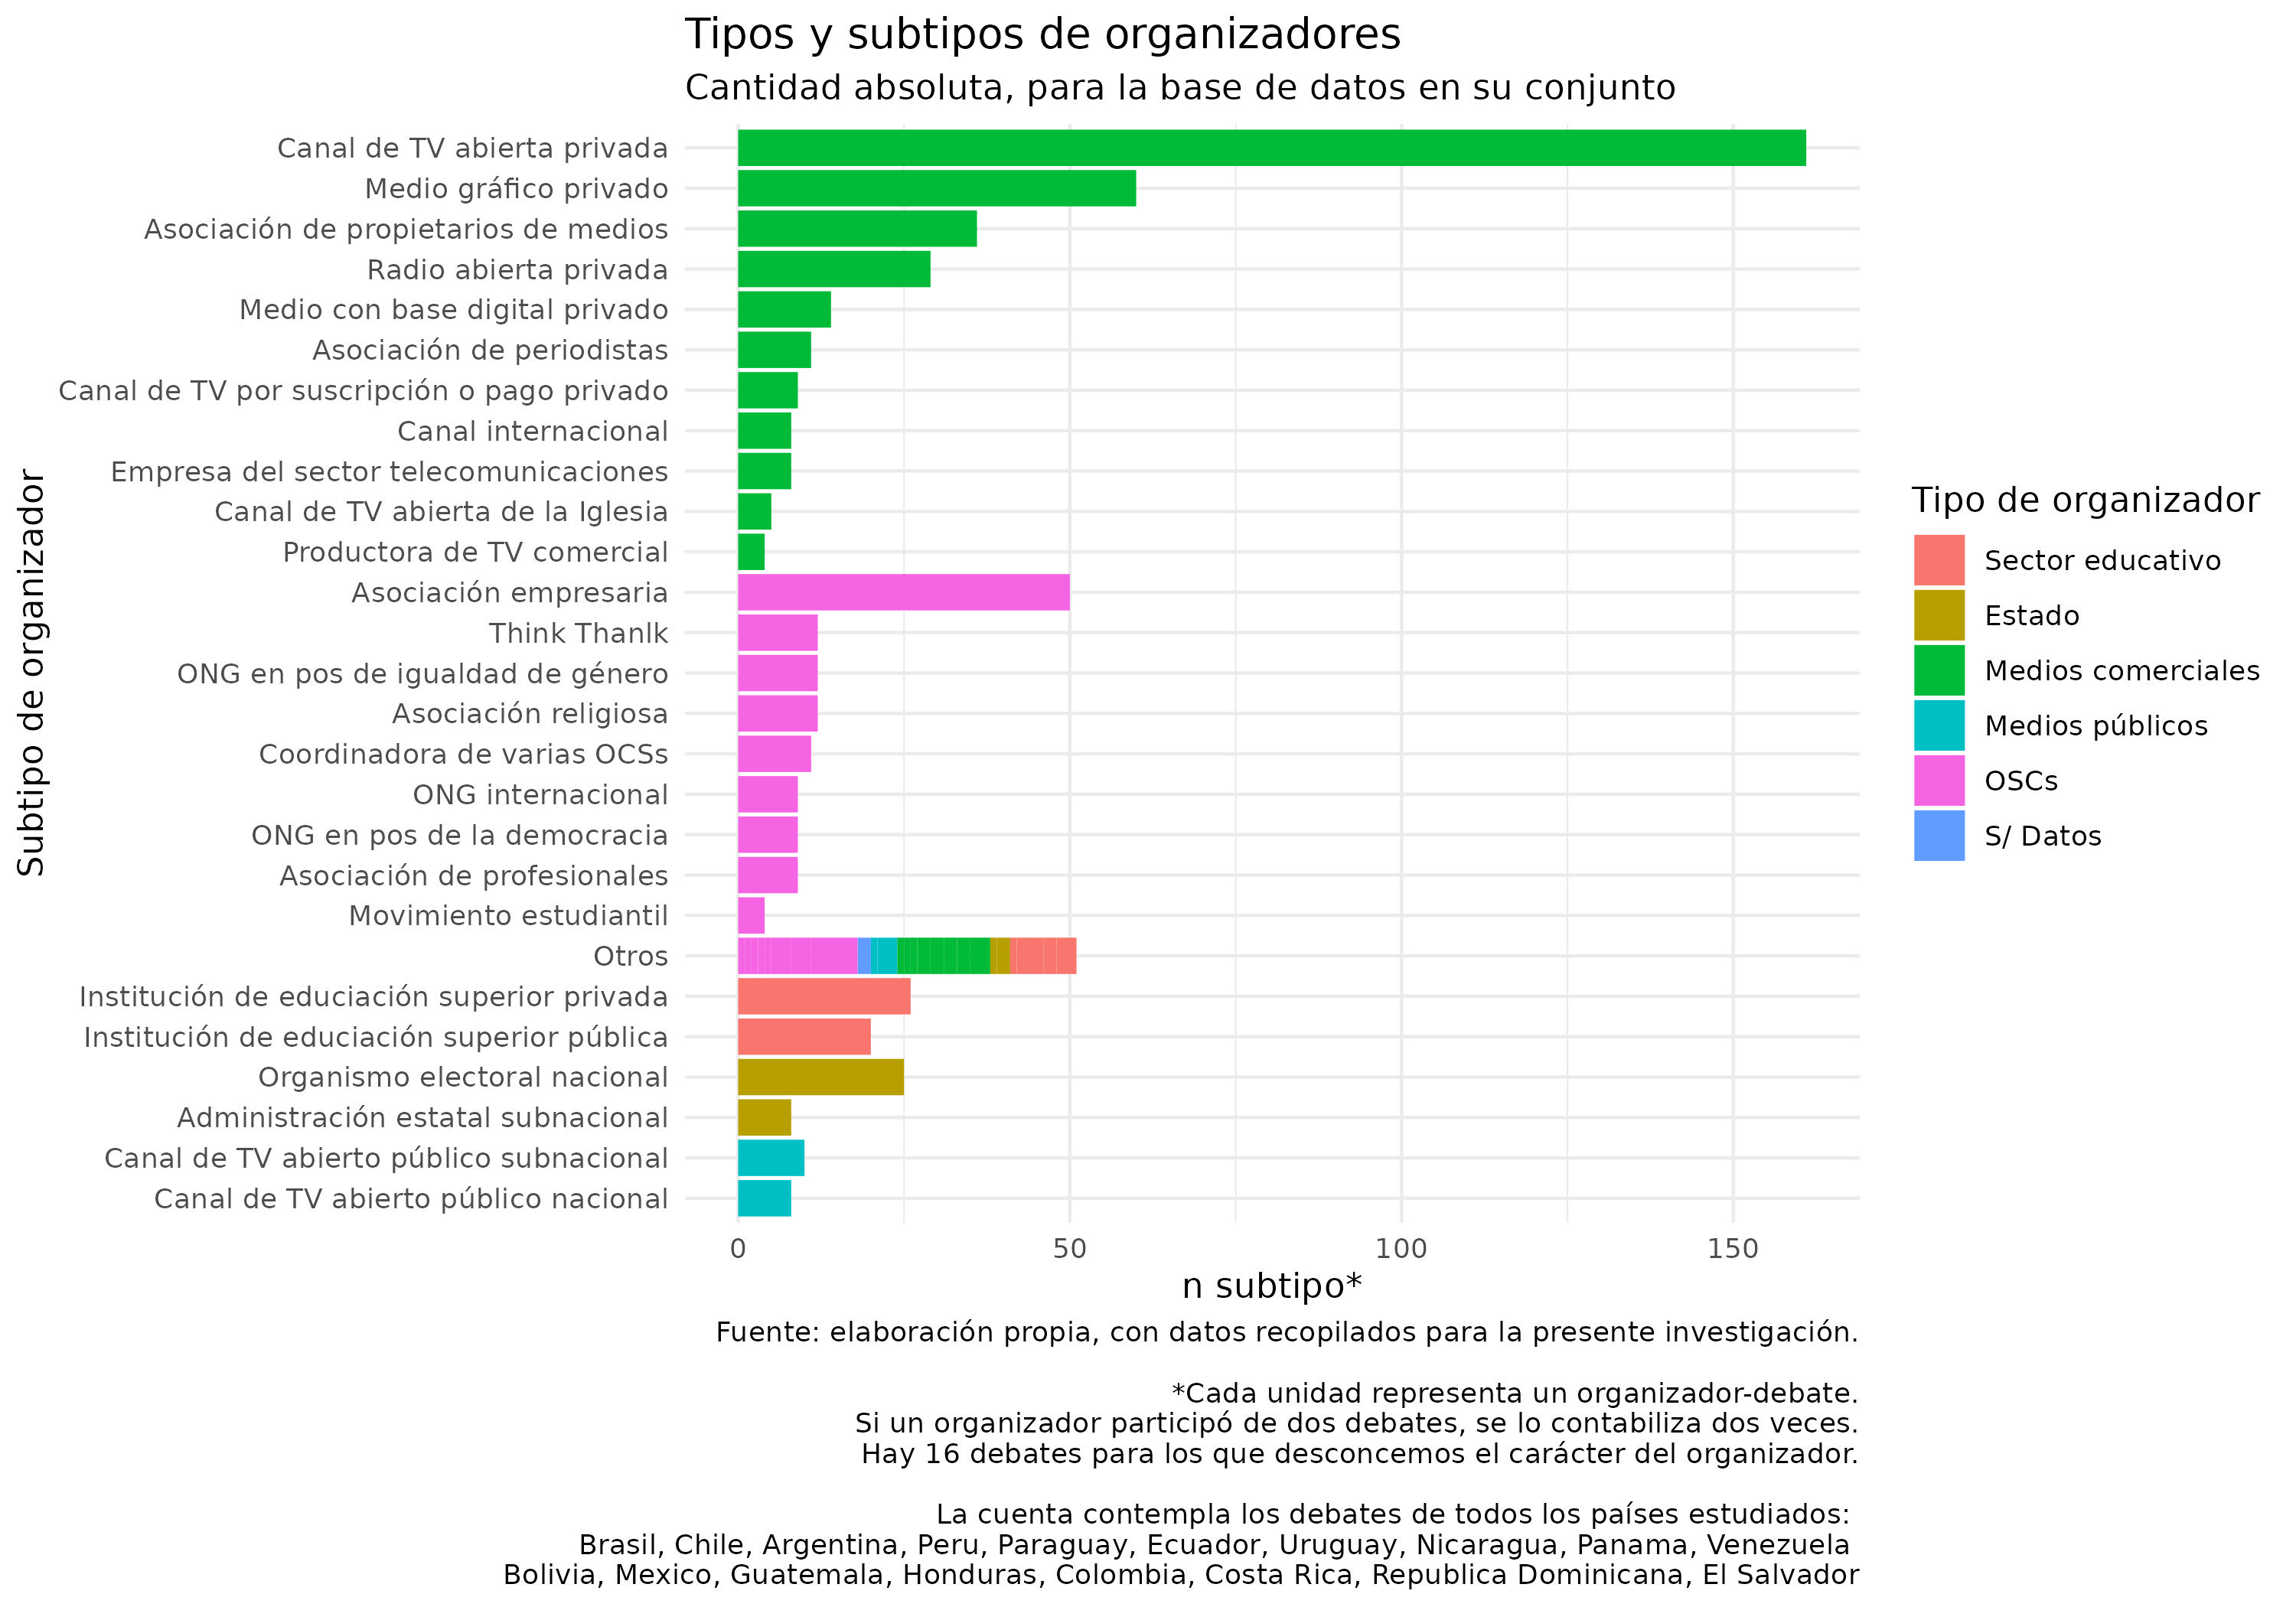 Tipos y subtipos de organizadores
Cantidad absoluta, para la base de datos en su conjunto
Subtipo de organizador
Canal de TV abierta privada
Medio gráfico privado
Asociación de propietarios de medios
Radio abierta privada
Medio con base digital privado
Asociación de periodistas
Canal de TV por suscripción o pago privado
Canal internacional
Empresa del sector telecomunicaciones
Canal de TV abierta de la Iglesia
Productora de TV comercial
Asociación empresaria
Think Thanlk
ONG en pos de igualdad de género
Asociación religiosa
Coordinadora de varias OCSs
ONG internacional
ONG en pos de la democracia
Asociación de profesionales
Movimiento estudiantil
Otros
Institución de educiación superior privada
Institución de educiación superior pública
Organismo electoral nacional
Administración estatal subnacional
Canal de TV abierto público subnacional
Canal de TV abierto público nacional
0 50 100 150
n subtipo*
Tipo de organizador
Sector educativo
Estado
Medios comerciales
Medios públicos
OSCs
S/ Datos
Fuente: elaboración propia, con datos recopilados para la presente investigación.
*Cada unidad representa un organizador-debate.
Si un organizador participó de dos debates, se lo contabiliza dos veces.
Hay 16 debates para los que desconcemos el carácter del organizador.
La cuenta contempla los debates de todos los países estudiados:
Brasil, Chile, Argentina, Peru, Paraguay, Ecuador, Uruguay, Nicaragua, Panama, Venezuela
Bolivia, Mexico, Guatemala, Honduras, Colombia, Costa Rica, Republica Dominicana, El Salvador